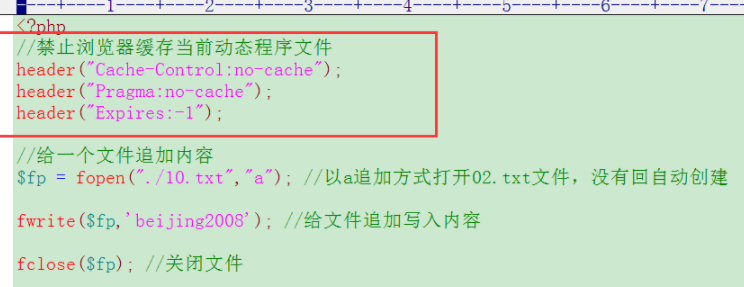 ----+----1----+----2----+----3----+----4----+----5----+----6----+----7----
<?php
//禁止浏览器缓存当前动态程序文件
header("Cache-Control:no-cache");
header("Pragma:no-cache");
header("Expires:-1");
//给一个文件追加内容
$fp = fopen("./10.txt","a"); //以a追加方式打开02.txt文件，没有回自动创建
fwrite($fp,'beijing2008'); //给文件追加写入内容
fclose($fp); //关闭文件